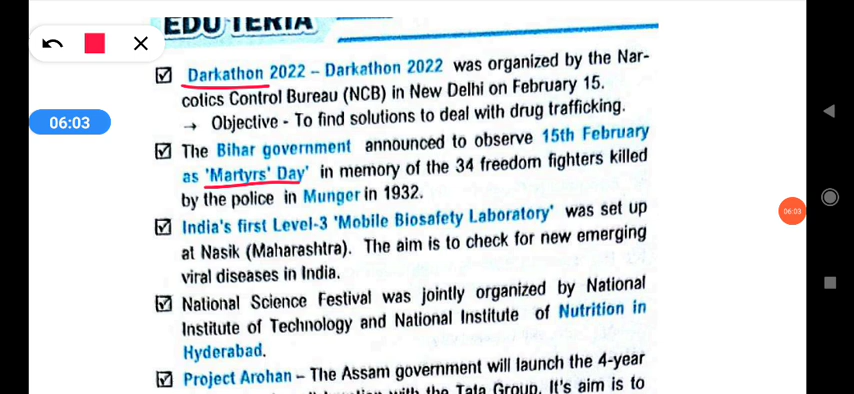 EDUTERIA
06:03
Darkathon 2022 – Darkathon 2022 was organized by the Nar-
cotics Control Bureau (NCB) in New Delhi on February 15.
→ Objective - To find solutions to deal with drug trafficking.
The Bihar government announced to observe 15th February
as 'Martyrs' Day' in memory of the 34 freedom fighters killed
by the police in Munger in 1932.
India's first Level-3 'Mobile Biosafety Laboratory' was set up
at Nasik (Maharashtra). The aim is to check for new emerging
viral diseases in India.
06:03
National Science Festival was jointly organized by National
Institute of Technology and National Institute of Nutrition in
Hyderabad.
Project Arohan – The Assam government will launch the 4-year
with the Tata Group. It's aim is to